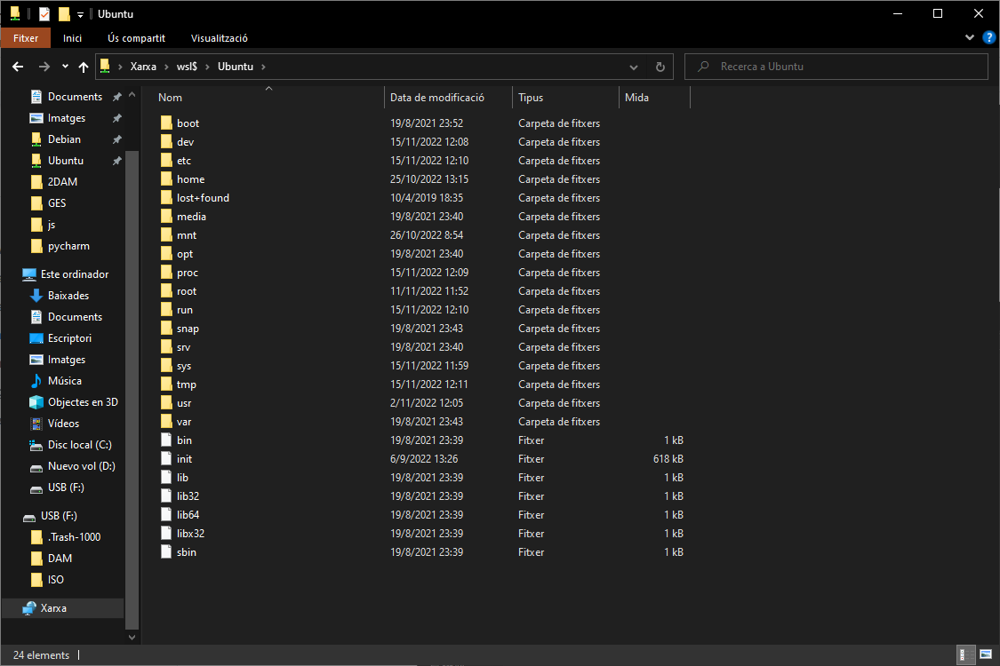 Ubuntu
Fitxer Inici Ús compartit Visualització
Xarxa wsl$ Ubuntu Recerca a Ubuntu
Documents
Imatges
Debian
Ubuntu
2DAM
GES
js
pycharm
Este ordinador
Baixades
Documents
Escriptori
Imatges
Música
Objectes en 3D
Vídeos
Disc local (C:)
Nuevo vol (D:)
USB (F:)
USB (F:)
.Trash-1000
DAM
ISO
Xarxa
Nom Data de modificació Tipus Mida
boot 19/8/2021 23:52 Carpeta de fitxers
dev 15/11/2022 12:08 Carpeta de fitxers
etc 15/11/2022 12:10 Carpeta de fitxers
home 25/10/2022 13:15 Carpeta de fitxers
lost+found 10/4/2019 18:35 Carpeta de fitxers
media 19/8/2021 23:40 Carpeta de fitxers
mnt 26/10/2022 8:54 Carpeta de fitxers
opt 19/8/2021 23:40 Carpeta de fitxers
proc 15/11/2022 12:09 Carpeta de fitxers
root 11/11/2022 11:52 Carpeta de fitxers
run 15/11/2022 12:10 Carpeta de fitxers
snap 19/8/2021 23:43 Carpeta de fitxers
srv 19/8/2021 23:40 Carpeta de fitxers
sys 15/11/2022 11:59 Carpeta de fitxers
tmp 15/11/2022 12:11 Carpeta de fitxers
usr 2/11/2022 12:05 Carpeta de fitxers
var 19/8/2021 23:43 Carpeta de fitxers
bin 19/8/2021 23:39 Fitxer 1 kB
init 6/9/2022 13:26 Fitxer 618 kB
lib 19/8/2021 23:39 Fitxer 1 kB
lib32 19/8/2021 23:39 Fitxer 1 kB
lib64 19/8/2021 23:39 Fitxer 1 kB
libx32 19/8/2021 23:39 Fitxer 1 kB
sbin 19/8/2021 23:39 Fitxer 1 kB
24 elements